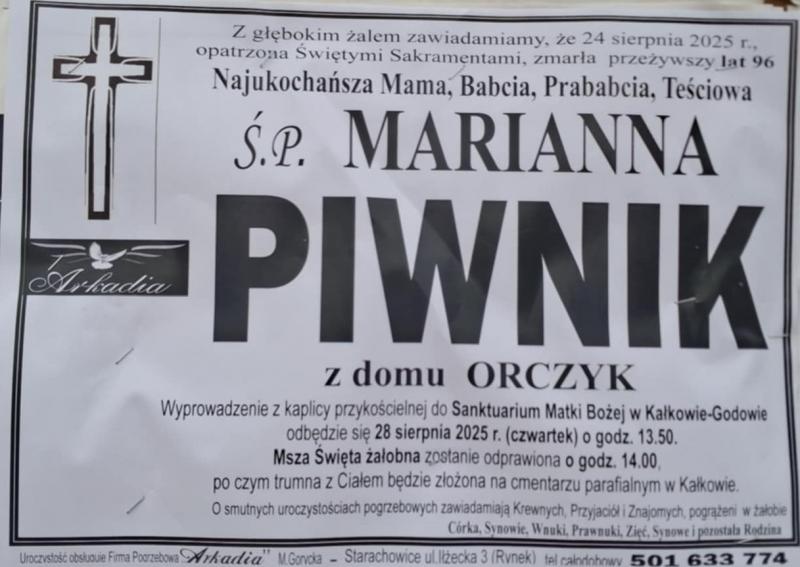 Z głębokim żalem zawiadamiamy, że 24 sierpnia 2025 r.,
opatrzona Świętymi Sakramentami, zmarła przeżywszy lat 96
Najukochańsza Mama, Babcia, Prababcia, Teściowa
Ś.P. MARIANNA
PIWNIK
Arkadia
z domu ORCZYK
Wyprowadzenie z kaplicy przykościelnej do Sanktuarium Matki Bożej w Kałkowie-Godowie
odbędzie się 28 sierpnia 2025 r. (czwartek) o godz. 13.50.
Msza Święta żałobna zostanie odprawiona o godz. 14.00,
po czym trumna z Ciałem będzie złożona na cmentarzu parafialnym w Kałkowie.
O smutnych uroczystościach pogrzebowych zawiadamiają Krewnych, Przyjaciół i Znajomych, pogrążeni w żałobie
Córka, Synowie, Wnuki, Prawnuki, Zięć, Synowe i pozostała Rodzina
Uroczystość obsługuje Firma Pogrzebowa "Arkadia" M.Gorycka - Starachowice ul.Iłżecka 3 (Rynek) tel całodobowy 501 633 774